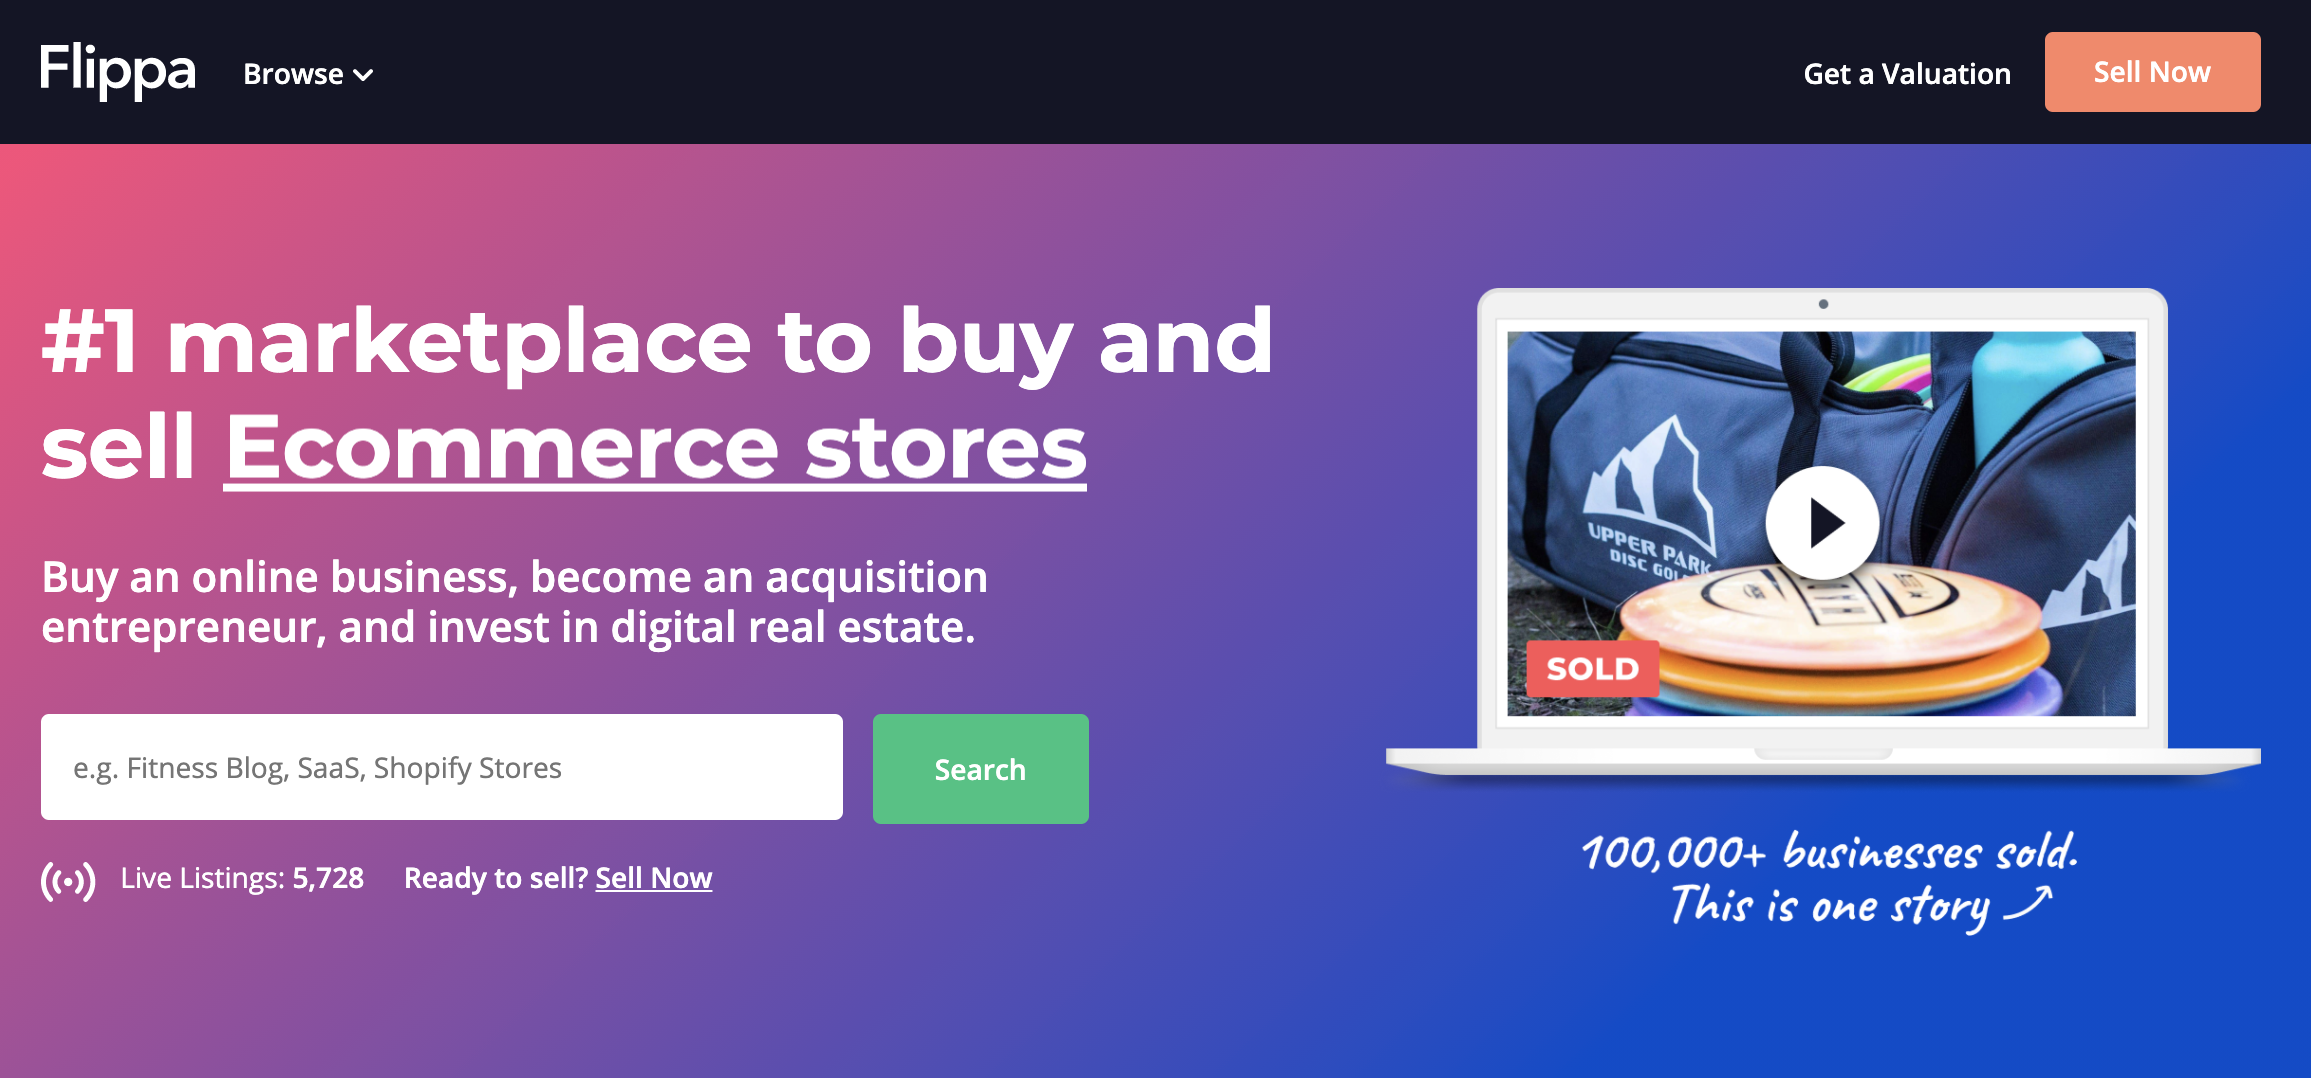 Flippa
Browse
Get a Valuation
Sell Now
#1 marketplace to buy and
sell Ecommerce stores
Buy an online business, become an acquisition
entrepreneur, and invest in digital real estate.
e.g. Fitness Blog, SaaS, Shopify Stores
Search
Live Listings: 5,728
Ready to sell? Sell Now
UPPER PARK
DISC GOL
SOLD
100,000+ businesses sold.
This is one story